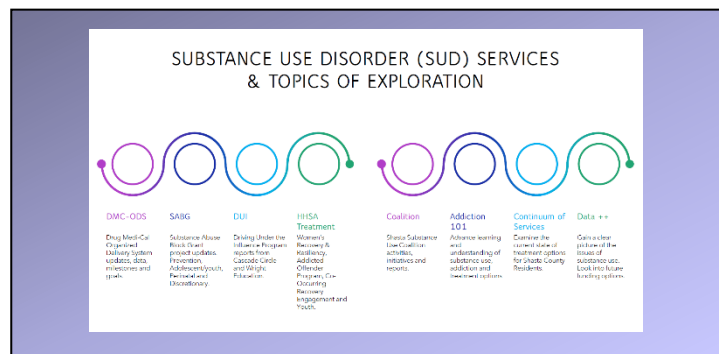 SUBSTANCE USE DISORDER (SUD) SERVICES
& TOPICS OF EXPLORATION
DMC-ODS
Drug Medi-Cal
Organized
Delivery System
updates, data,
milestones and
goals.
SABG
Substance Abuse
Block Grant
project updates.
Prevention,
Adolescent/youth,
Perinatal and
Discretionary.
DUI
Driving Under the
Influence Program
reports from
Cascade Circle
and Wright
Education.
HHSA
Treatment
Women's
Recovery &
Resiliency,
Addicted
Offender
Program, Co-
Occurring
Recovery
Engagement and
Youth.
Coalition
Shasta Substance
Use Coalition
activities,
initiatives and
reports.
Addiction
101
Advance learning
and
understanding of
substance use,
addiction and
treatment options.
Continuum of
Services
Examine the
current state of
treatment options
for Shasta County
Residents.
Data ++
Gain a clear
picture of the
issues of
substance use.
Look into future
funding options.